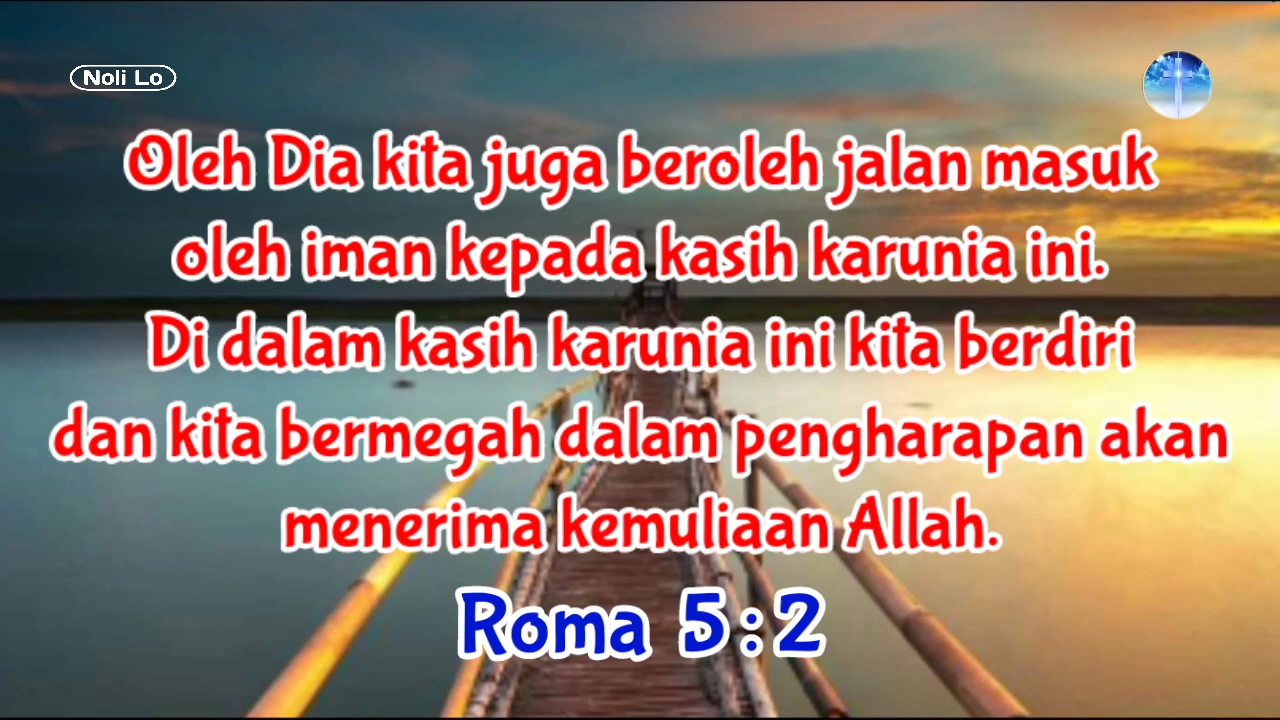 Noli Lo
Oleh Dia kita juga beroleh jalan masuk
oleh iman kepada kasih karunia ini.
Di dalam kasih karunia ini kita berdiri
dan kita bermegah dalam pengharapan akan
menerima kemuliaan Allah.
Roma 5:2